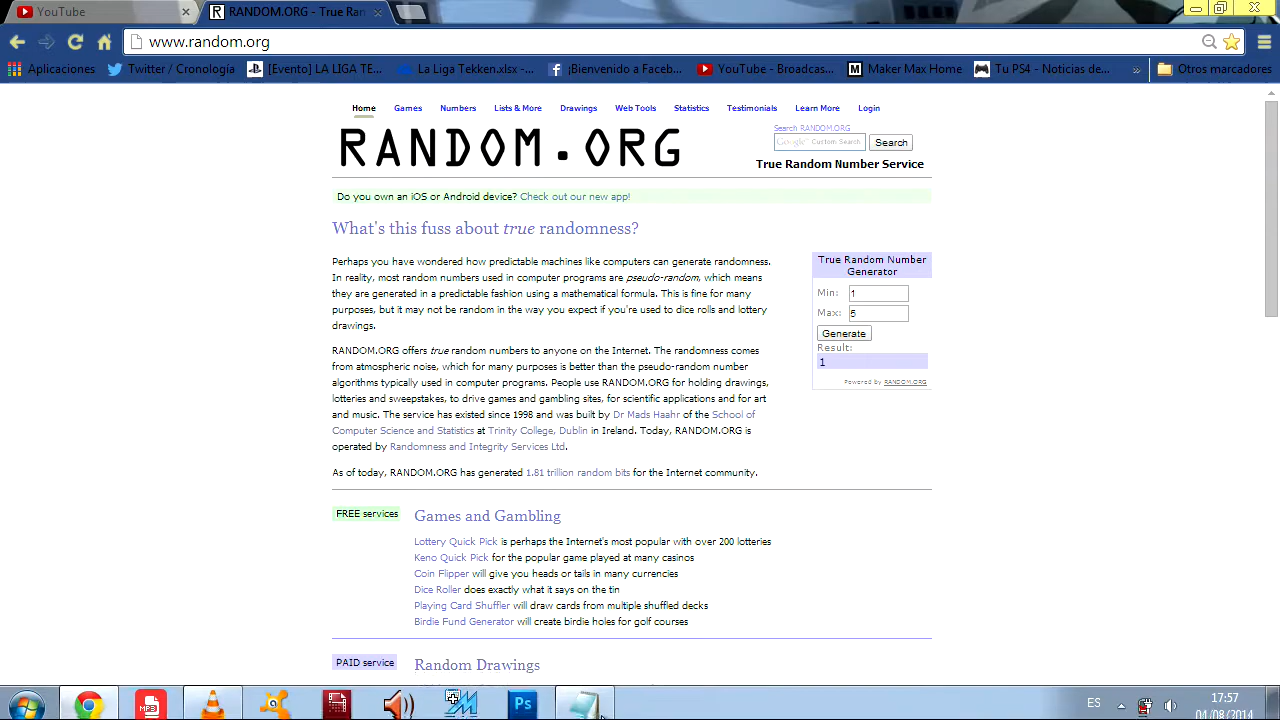 YouTube
RANDOM.ORG - True Ran
www.random.org
Aplicaciones Twitter / Cronología [Evento] LA LIGA TE... La Liga Tekken.xlsx -... ¡Bienvenido a Faceb... YouTube - Broadcas... Maker Max Home Tu PS4 - Noticias de... » Otros marcadores
Home Games Numbers Lists & More Drawings Web Tools Statistics Testimonials Learn More Login
RANDOM.ORG
Search RANDOM.ORG
Google™ Custom Search Search
True Random Number Service
Do you own an iOS or Android device? Check out our new app!
What's this fuss about true randomness?
Perhaps you have wondered how predictable machines like computers can generate randomness.
In reality, most random numbers used in computer programs are pseudo-random, which means
they are generated in a predictable fashion using a mathematical formula. This is fine for many
purposes, but it may not be random in the way you expect if you're used to dice rolls and lottery
drawings.
RANDOM.ORG offers true random numbers to anyone on the Internet. The randomness comes
from atmospheric noise, which for many purposes is better than the pseudo-random number
algorithms typically used in computer programs. People use RANDOM.ORG for holding drawings,
lotteries and sweepstakes, to drive games and gambling sites, for scientific applications and for art
and music. The service has existed since 1998 and was built by Dr Mads Haahr of the School of
Computer Science and Statistics at Trinity College, Dublin in Ireland. Today, RANDOM.ORG is
operated by Randomness and Integrity Services Ltd.
As of today, RANDOM.ORG has generated 1.81 trillion random bits for the Internet community.
True Random Number
Generator
Min: 1
Max:
Generate
Result:
1
Powered by RANDOM.ORG
FREE services
Games and Gambling
Lottery Quick Pick is perhaps the Internet's most popular with over 200 lotteries
Keno Quick Pick for the popular game played at many casinos
Coin Flipper will give you heads or tails in many currencies
Dice Roller does exactly what it says on the tin
Playing Card Shuffler will draw cards from multiple shuffled decks
Birdie Fund Generator will create birdie holes for golf courses
PAID service
Random Drawings
MP3
Ps
ES
17:57
04/08/2014